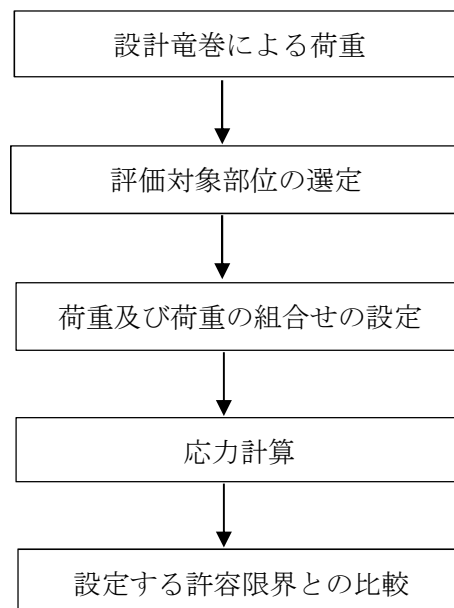 設計竜巻による荷重
評価対象部位の選定
荷重及び荷重の組合せの設定
応力計算
設定する許容限界との比較